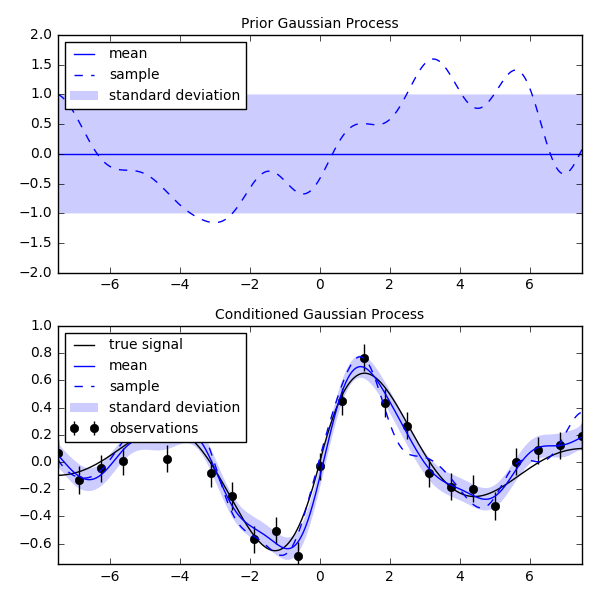 Prior Gaussian Process
2.0
1.5
1.0
0.5
0.0
−0.5
−1.0
−1.5
−2.0
mean
sample
standard deviation
−6 −4 −2 0 2 4 6
Conditioned Gaussian Process
1.0
0.8
0.6
0.4
0.2
0.0
−0.2
−0.4
−0.6
true signal
mean
sample
standard deviation
observations
−6 −4 −2 0 2 4 6